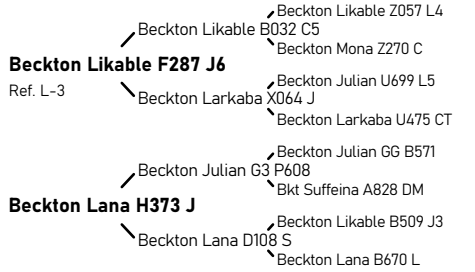 Beckton Likable Z057 L4
Beckton Likable B032 C5
Beckton Mona Z270 C
Beckton Likable F287 J6
Ref. L-3
Beckton Julian U699 L5
Beckton Larkaba X064 J
Beckton Larkaba U475 CT
Beckton Julian GG B571
Beckton Julian G3 P608
Bkt Suffeina A828 DM
Beckton Lana H373 J
Beckton Likable B509 J3
Beckton Lana D108 S
Beckton Lana B670 L